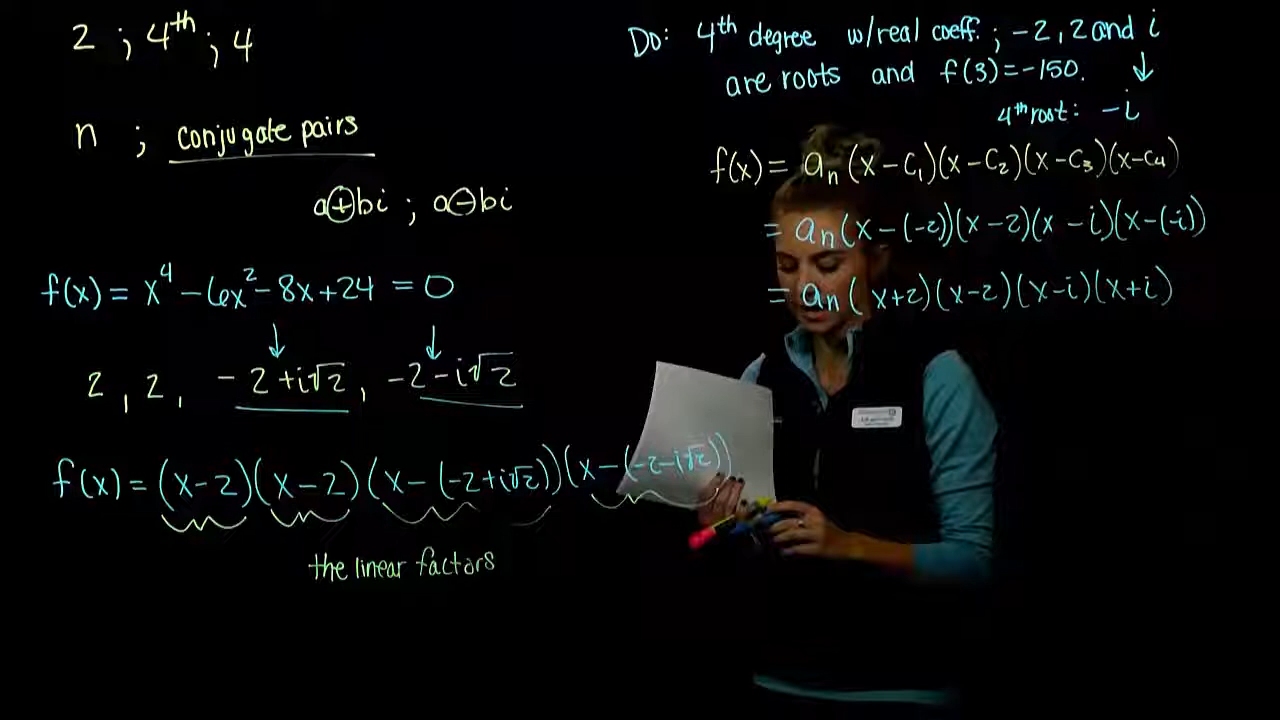 2 ; 4th ; 4
n ; conjugate pairs
a+bi ; a-bi
f(x) = x⁴ - 6x² - 8x + 24 = 0
2, 2, -2+i√2, -2-i√2
f(x) = (x-2)(x-2)(x-(-2+i√2))(x-(-2-i√2))
the linear factors
Do: 4th degree w/real coeff. ; -2, 2 and i
are roots and f(3) = -150.
4th root: -i
f(x) = aₙ(x-c₁)(x-c₂)(x-c₃)(x-c₄)
= aₙ(x-(-2))(x-2)(x-i)(x-(-i))
= aₙ(x+2)(x-2)(x-i)(x+i)